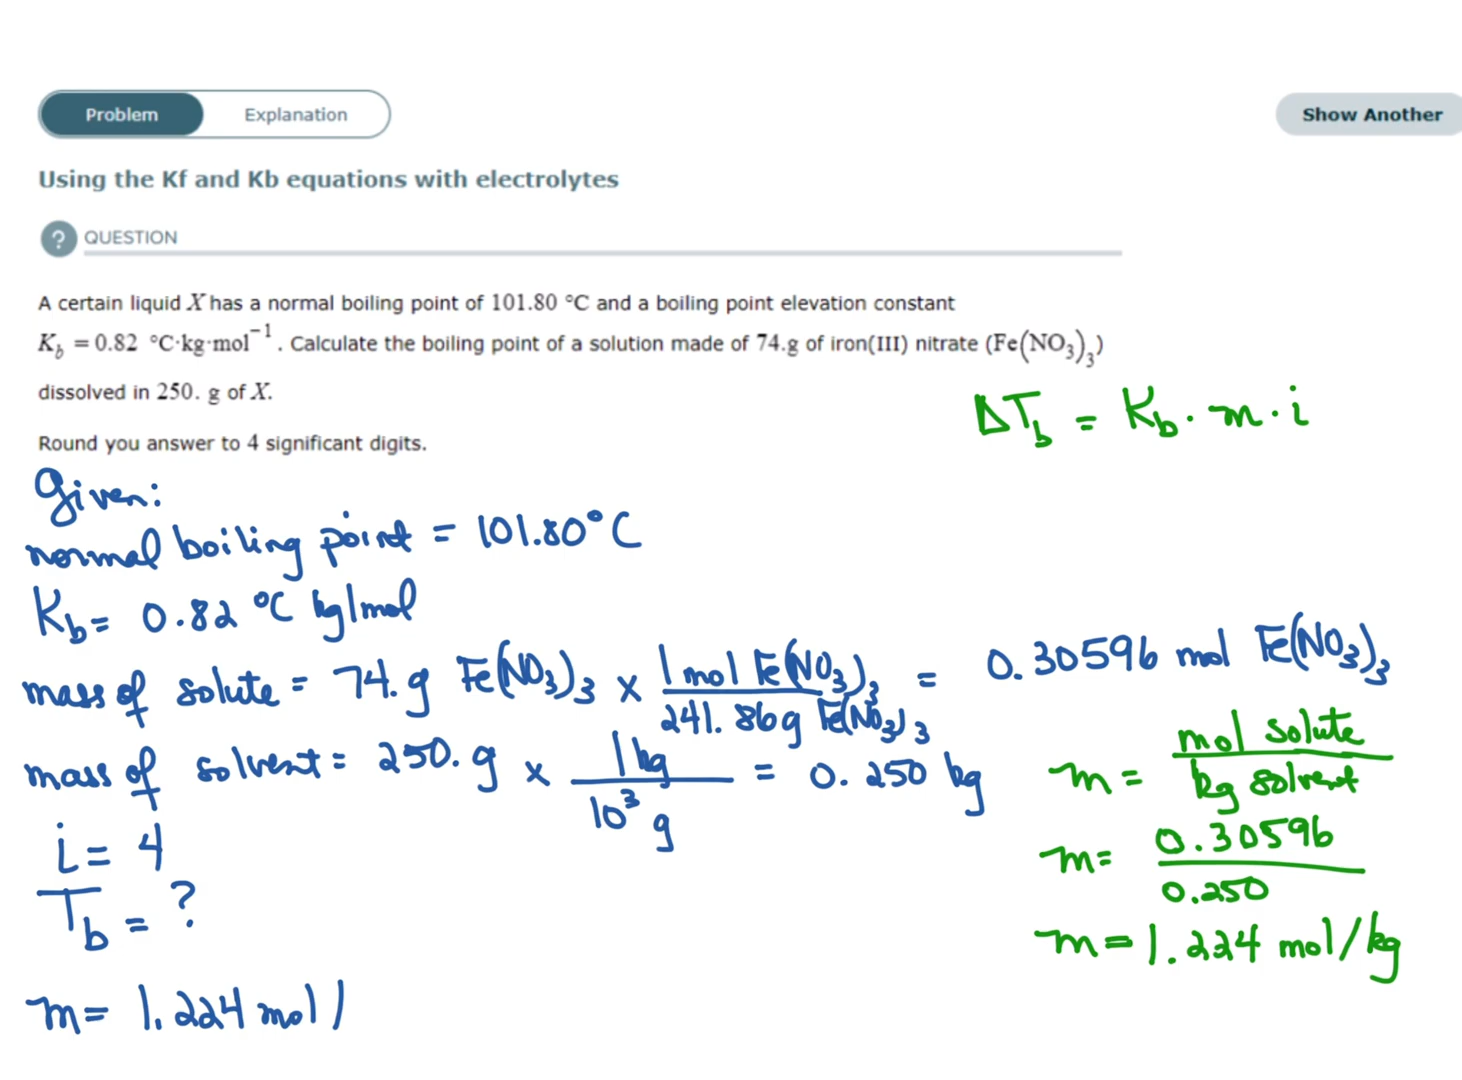 Problem Explanation Show Another
Using the Kf and Kb equations with electrolytes
? QUESTION
A certain liquid X has a normal boiling point of 101.80 °C and a boiling point elevation constant
K_b = 0.82 °C·kg·mol⁻¹. Calculate the boiling point of a solution made of 74.g of iron(III) nitrate (Fe(NO₃)₃)
dissolved in 250. g of X.
ΔT_b = K_b · m · i
Round you answer to 4 significant digits.
Given:
normal boiling point = 101.80°C
K_b = 0.82 °C kg/mol
mass of solute = 74. g Fe(NO₃)₃ × 1 mol Fe(NO₃)₃ / 241.86g Fe(NO₃)₃ = 0.30596 mol Fe(NO₃)₃
mass of solvent = 250. g × 1 kg / 10³ g = 0.250 kg
m = mol solute / kg solvent
i = 4
m = 0.30596 / 0.250
T_b = ?
m = 1.224 mol/kg
m = 1.224 mol /